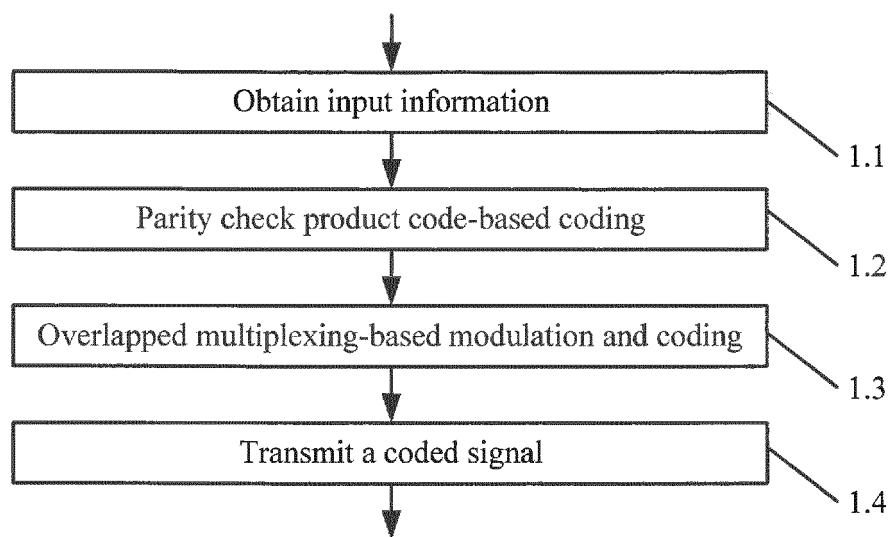 Obtain input information
1.1
Parity check product code-based coding
1.2
Overlapped multiplexing-based modulation and coding
1.3
Transmit a coded signal
1.4